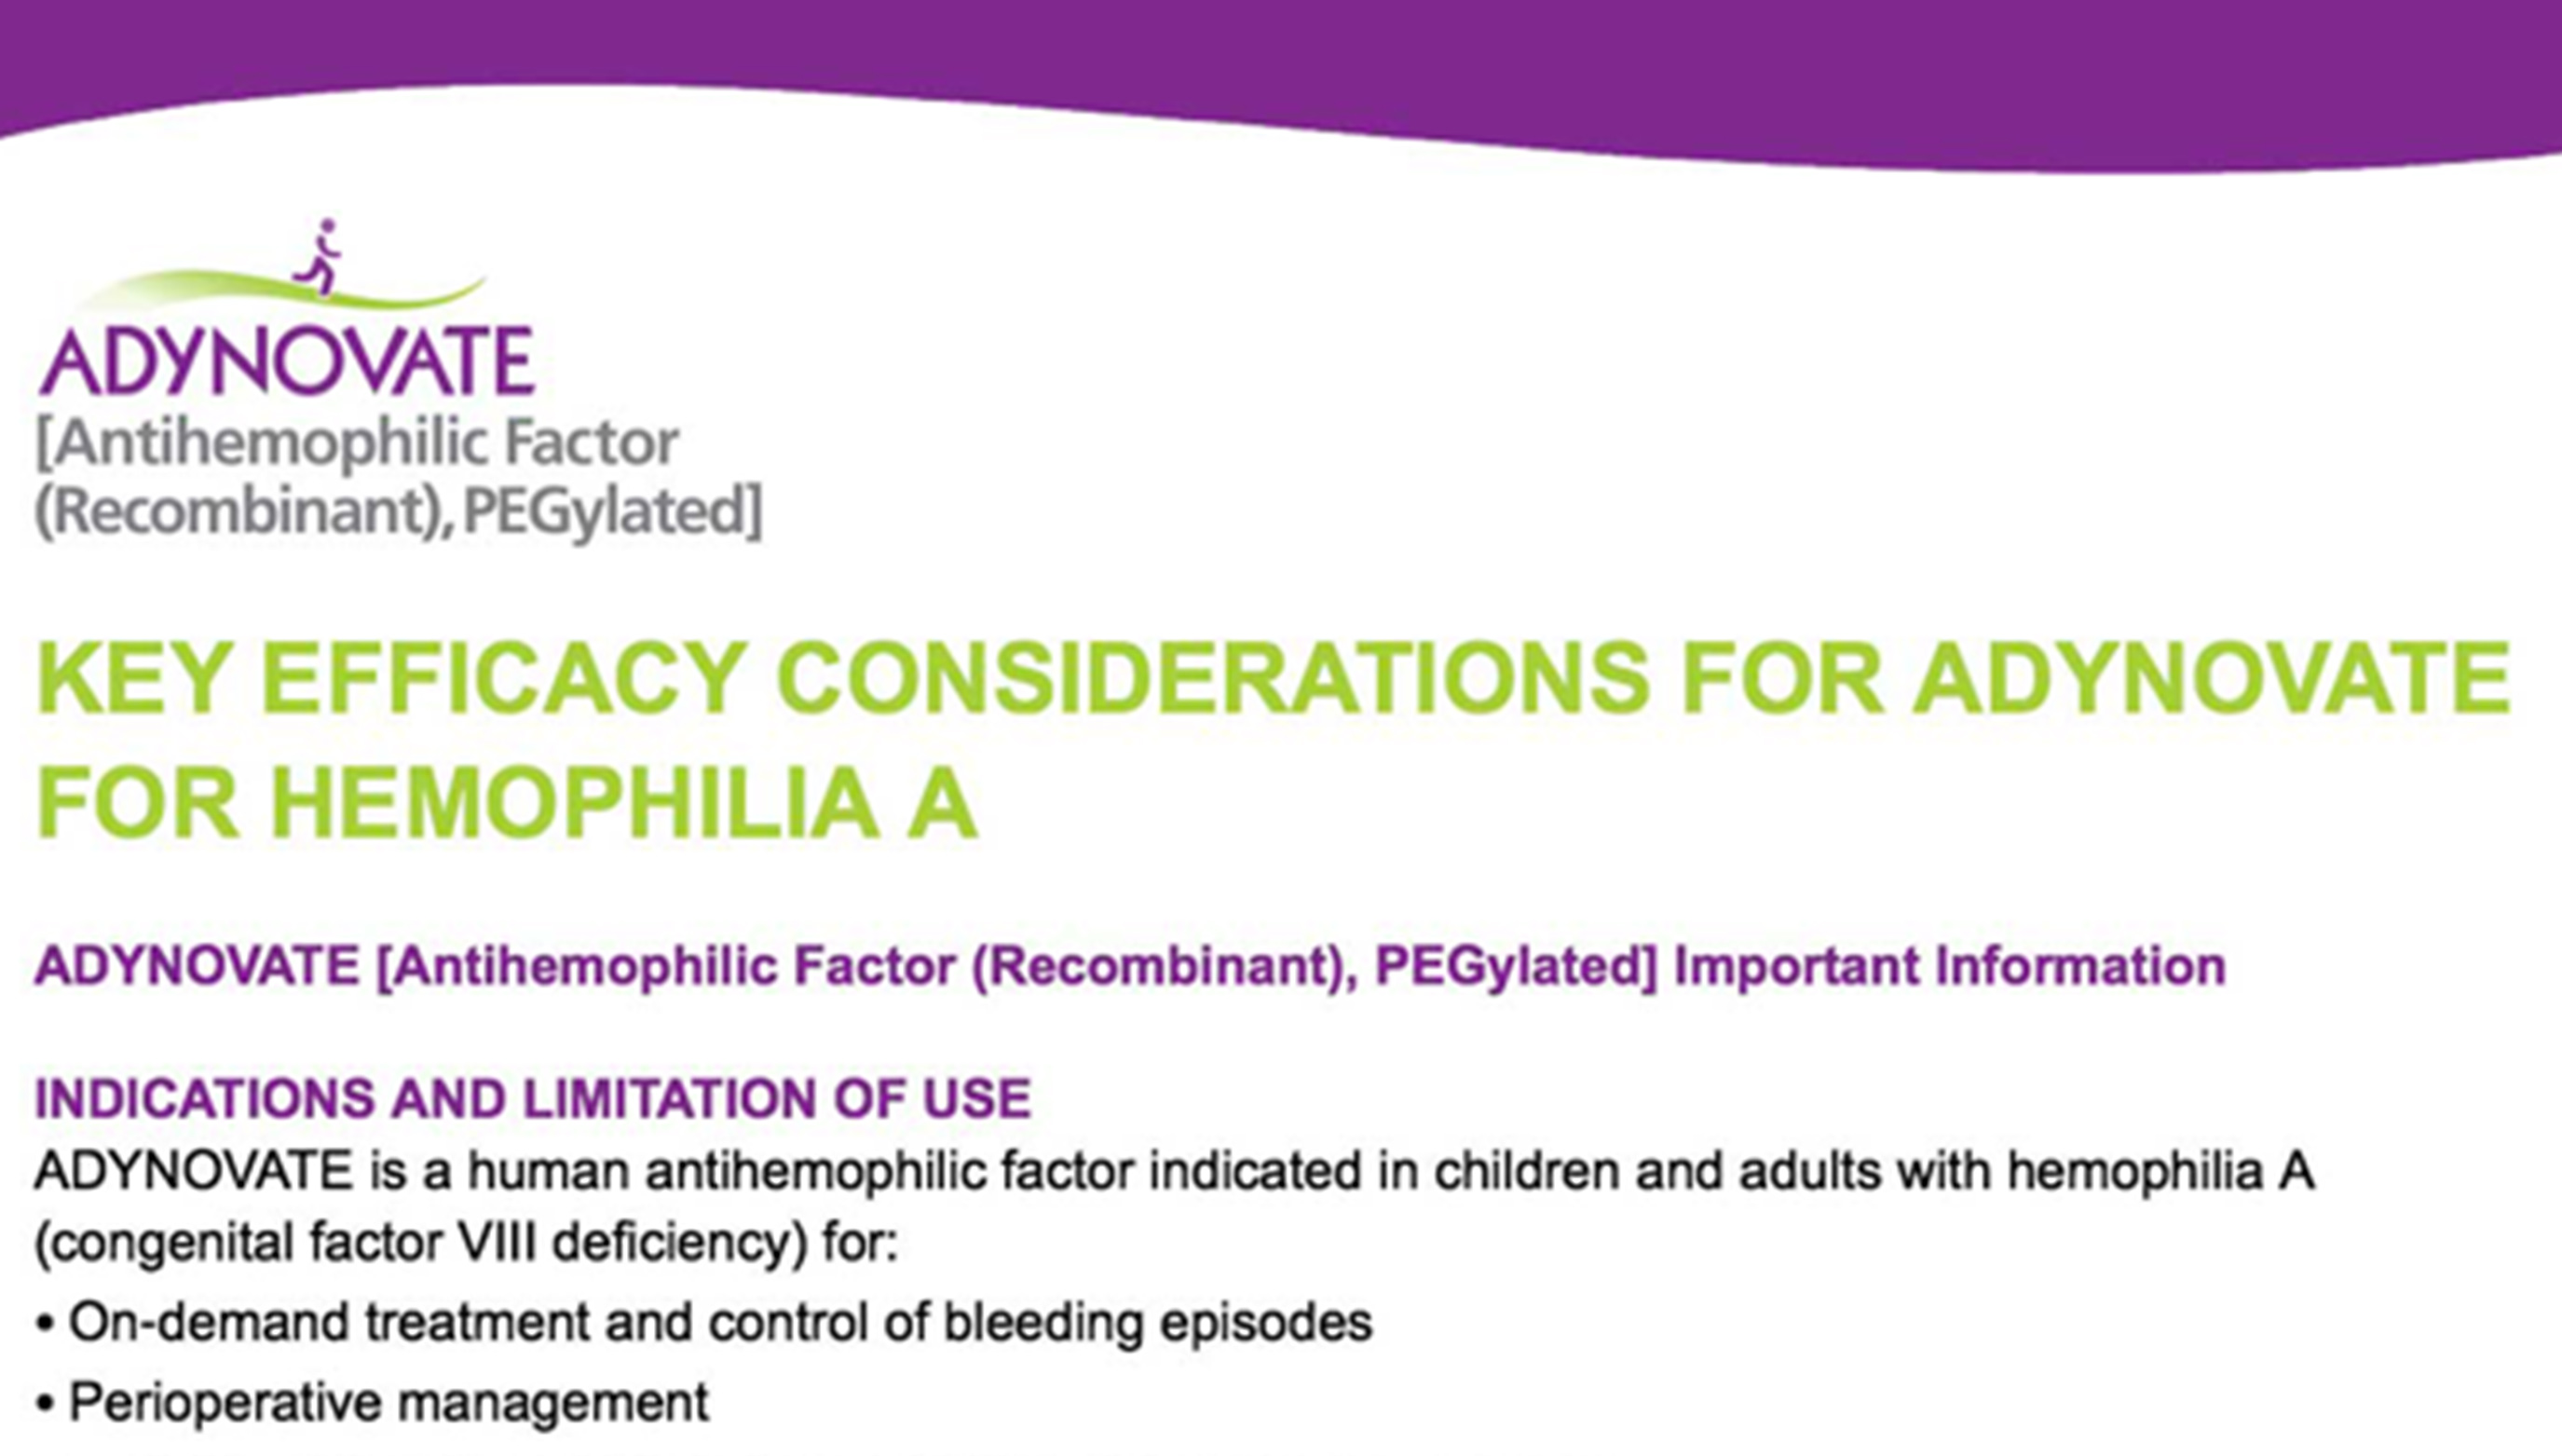 ADYNOVATE
[Antihemophilic Factor
(Recombinant), PEGylated]
KEY EFFICACY CONSIDERATIONS FOR ADYNOVATE
FOR HEMOPHILIA A
ADYNOVATE [Antihemophilic Factor (Recombinant), PEGylated] Important Information
INDICATIONS AND LIMITATION OF USE
ADYNOVATE is a human antihemophilic factor indicated in children and adults with hemophilia A
(congenital factor VIII deficiency) for:
• On-demand treatment and control of bleeding episodes
• Perioperative management